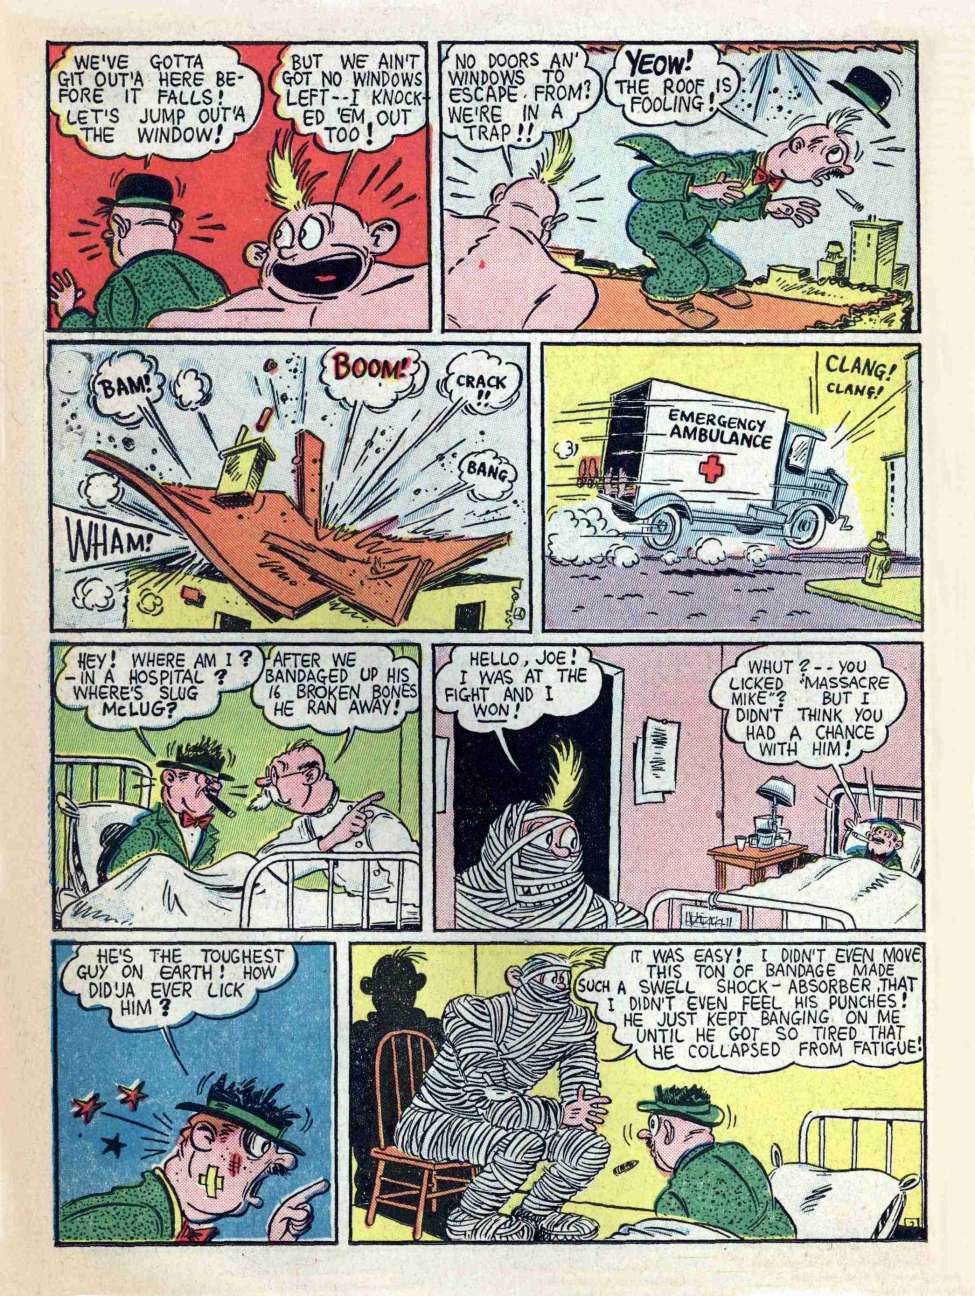 WE'VE GOTTA
GIT OUT'A HERE BE-
FORE IT FALLS!
LET'S JUMP OUT'A
THE WINDOW!
BUT WE AIN'T
GOT NO WINDOWS
LEFT--I KNOCK-
ED 'EM OUT
TOO!
NO DOORS AN'
WINDOWS TO
ESCAPE FROM?
WE'RE IN A
TRAP!!
YEOW!
THE ROOF IS
FOOLING!
BAM!
BOOM!
CRACK
!!
BANG
WHAM!
CLANG!
CLANG!
EMERGENCY
AMBULANCE
HEY! WHERE AM I?
-IN A HOSPITAL?
WHERE'S SLUG
McLUG?
AFTER WE
BANDAGED UP HIS
16 BROKEN BONES
HE RAN AWAY!
HELLO, JOE!
I WAS AT THE
FIGHT AND I
WON!
WHUT?--YOU
LICKED "MASSACRE
MIKE"? BUT I
DIDN'T THINK YOU
HAD A CHANCE
WITH HIM!
HE'S THE TOUGHEST
GUY ON EARTH! HOW
DID'JA EVER LICK
HIM?
IT WAS EASY! I DIDN'T EVEN MOVE
THIS TON OF BANDAGE MADE
SUCH A SWELL SHOCK-ABSORBER THAT
I DIDN'T EVEN FEEL HIS PUNCHES!
HE JUST KEPT BANGING ON ME
UNTIL HE GOT SO TIRED THAT
HE COLLAPSED FROM FATIGUE!